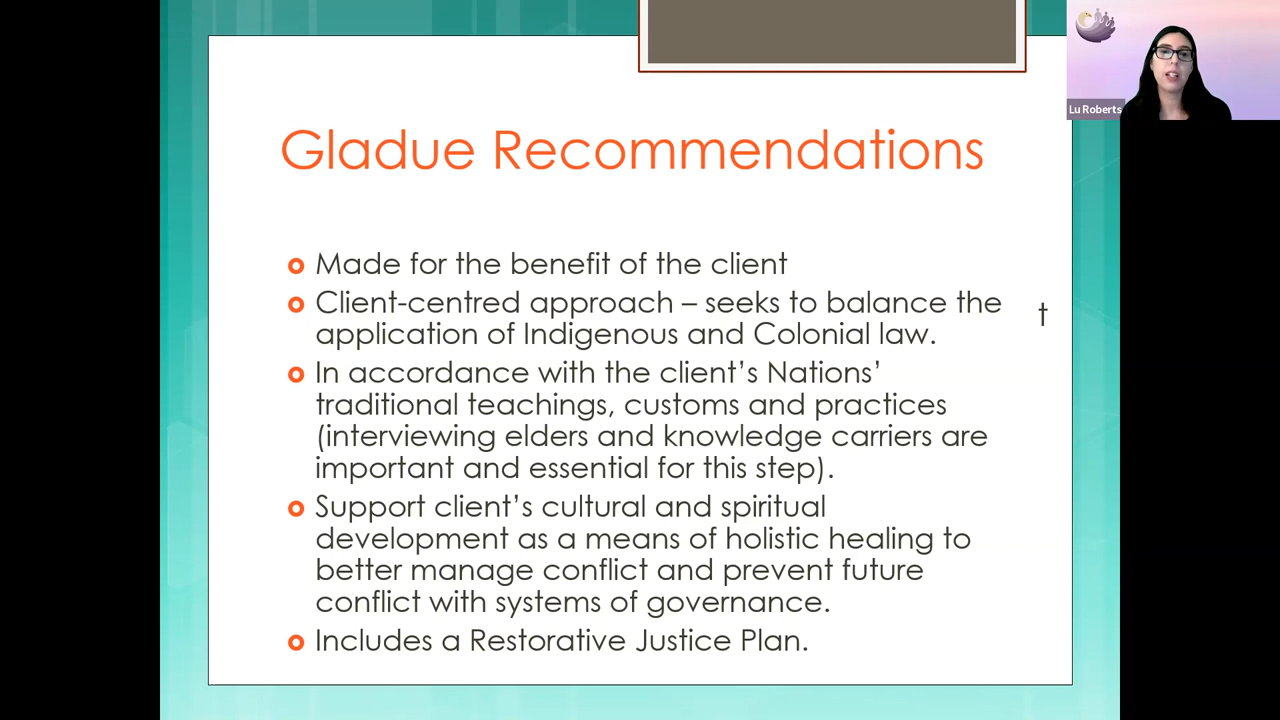 Gladue Recommendations
Made for the benefit of the client
Client-centred approach – seeks to balance the
application of Indigenous and Colonial law.
t
In accordance with the client’s Nations’
traditional teachings, customs and practices
(interviewing elders and knowledge carriers are
important and essential for this step).
Support client’s cultural and spiritual
development as a means of holistic healing to
better manage conflict and prevent future
conflict with systems of governance.
Includes a Restorative Justice Plan.
Lu Roberts